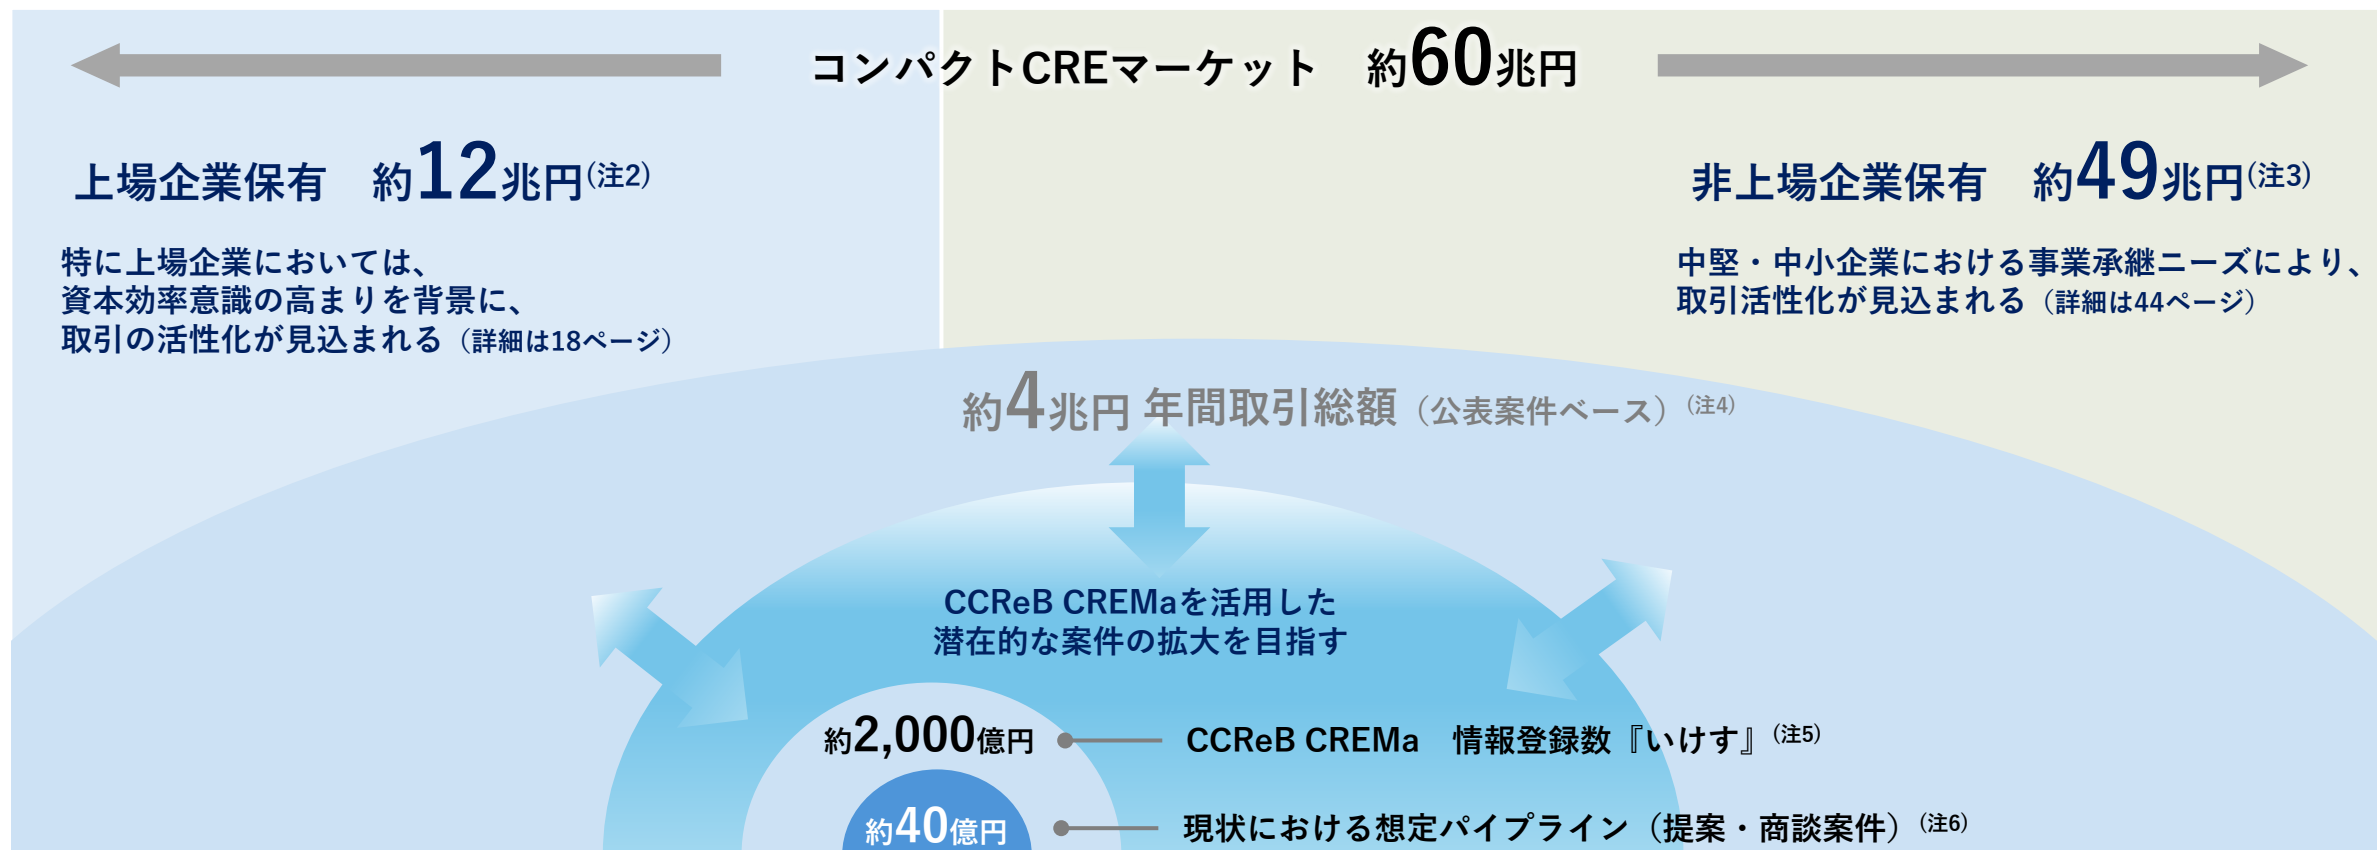 コンパクトCREマーケット　約60兆円
上場企業保有　約12兆円(注2)
特に上場企業においては、
資本効率意識の高まりを背景に、
取引の活性化が見込まれる（詳細は18ページ）
非上場企業保有　約49兆円(注3)
中堅・中小企業における事業承継ニーズにより、
取引活性化が見込まれる（詳細は44ページ）
約4兆円 年間取引総額（公表案件ベース）(注4)
CCReB CREMaを活用した
潜在的な案件の拡大を目指す
約2,000億円
CCReB CREMa　情報登録数『いけす』(注5)
約40億円
現状における想定パイプライン（提案・商談案件）(注6)